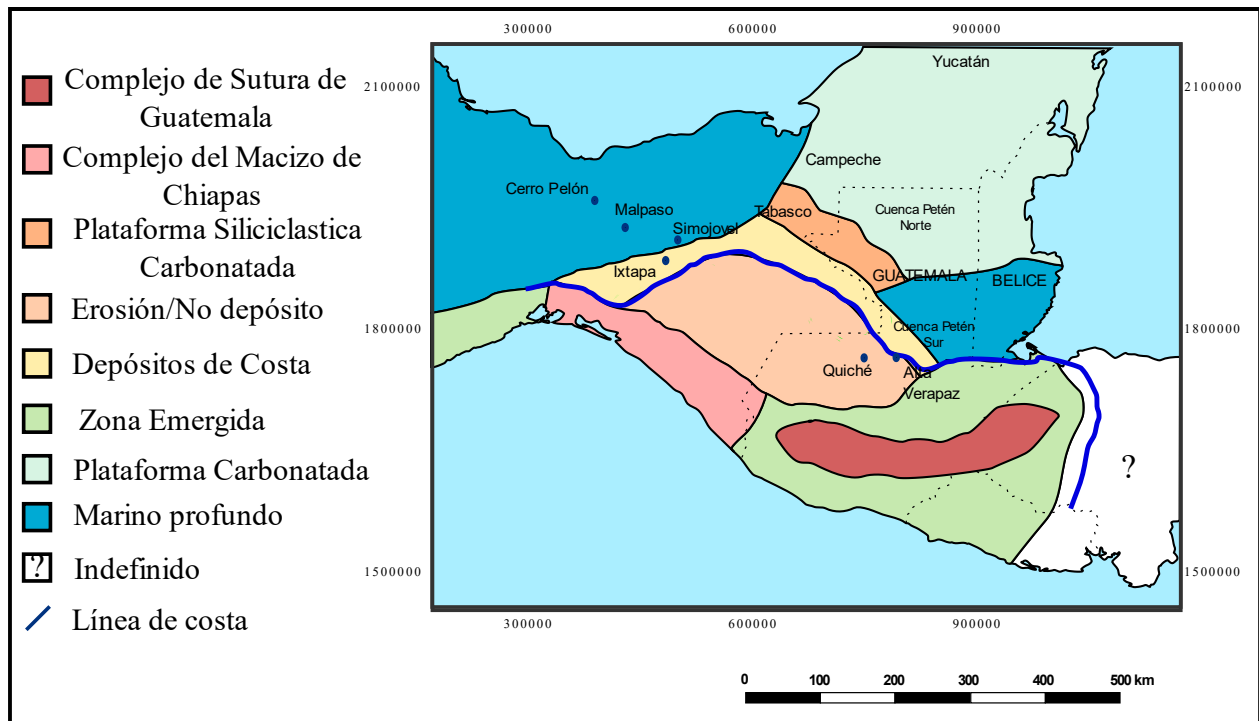 Complejo de Sutura de
Guatemala
Complejo del Macizo de
Chiapas
Plataforma Siliciclastica
Carbonatada
Erosión/No depósito
Depósitos de Costa
Zona Emergida
Plataforma Carbonatada
Marino profundo
? Indefinido
Línea de costa
300000 600000 900000
2100000 2100000
1800000 1800000
1500000 1500000
Yucatán
Campeche
Cerro Pelón
Malpaso
Tabasco
Cuenca Petén
Norte
Simojovel
Ixtapa
GUATEMALA
BELICE
Cuenca Petén
Sur
Quiché
Alta
Verapaz
?
300000 600000 900000
0 100 200 300 400 500 km